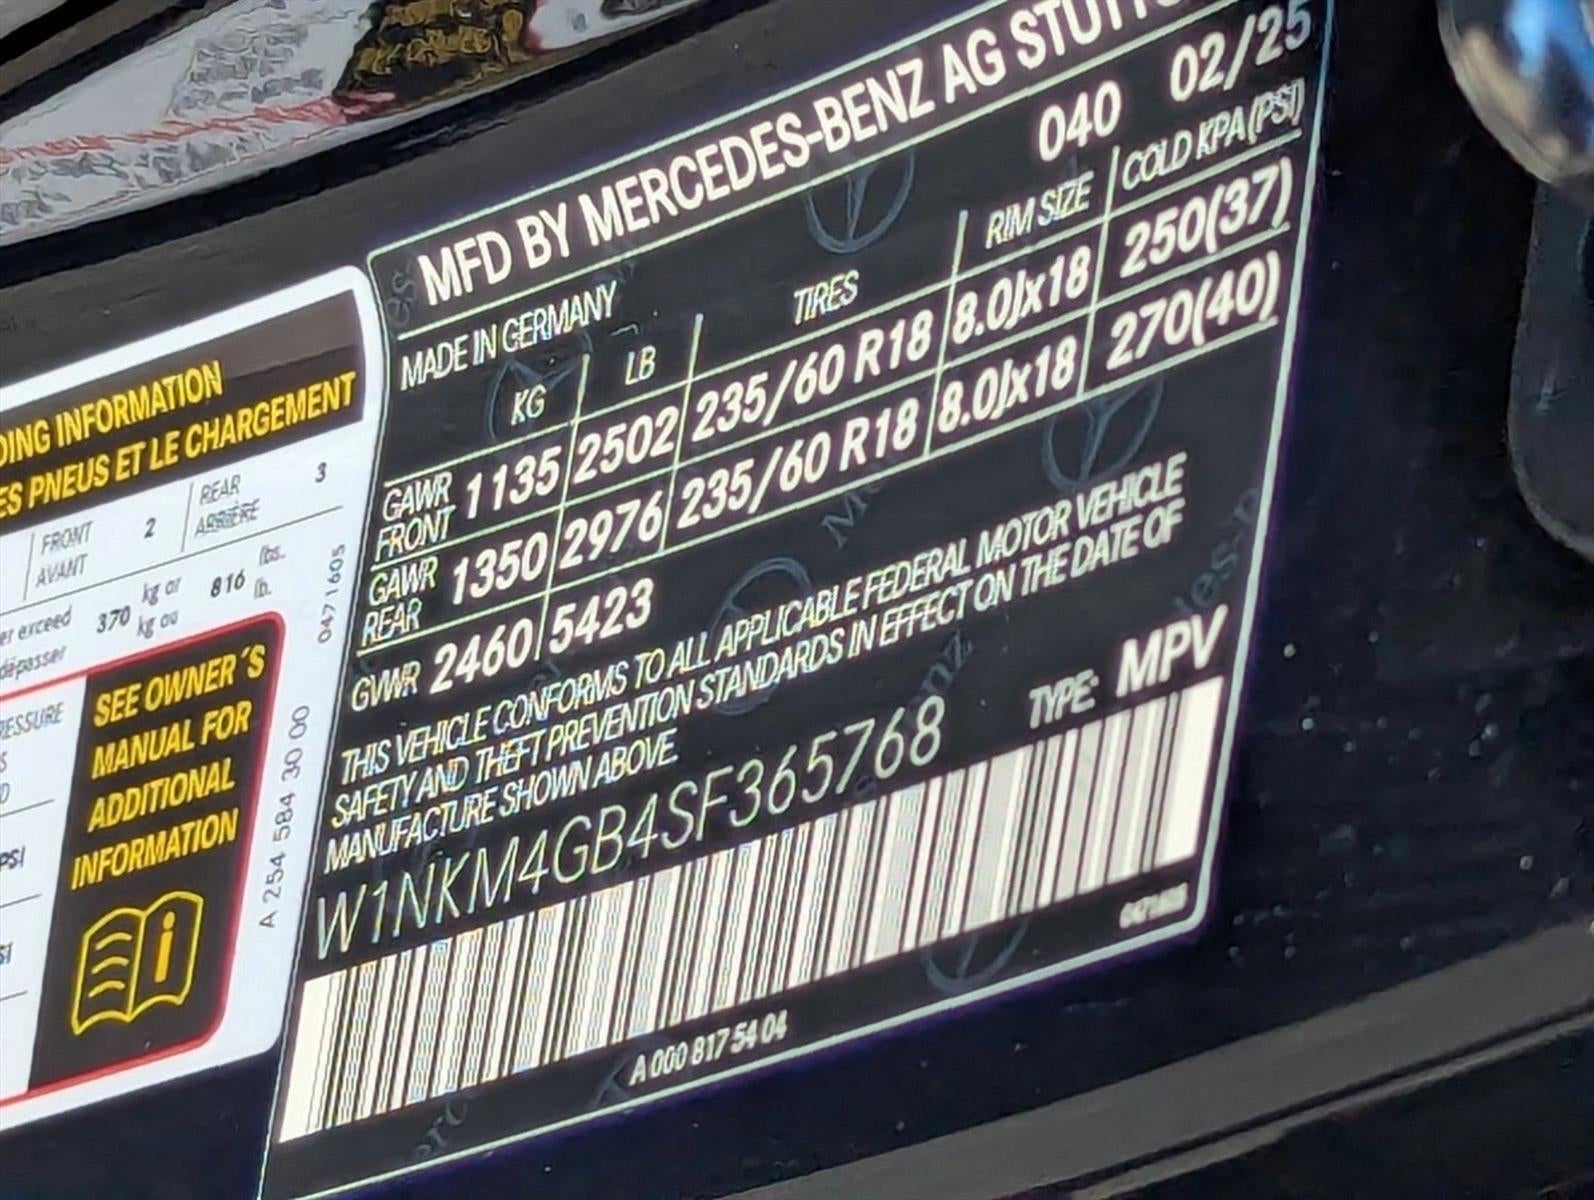 MFD BY MERCEDES-BENZ AG
MADE IN GERMANY 040 02/25
KG LB TIRES RIM SIZE COLD KPA(PSI)
GAWR FRONT 1135 2502 235/60 R18 8.0Jx18 250(37)
GAWR REAR 1350 2976 235/60 R18 8.0Jx18 270(40)
GVWR 2460 5423
THIS VEHICLE CONFORMS TO ALL APPLICABLE FEDERAL MOTOR VEHICLE
SAFETY AND THEFT PREVENTION STANDARDS IN EFFECT ON THE DATE OF
MANUFACTURE SHOWN ABOVE.
W1NKM4GB4SF365768 TYPE: MPV
A 000 817 54 04
INFORMATION
PNEUS ET LE CHARGEMENT
FRONT 2 REAR 3
AVANT ARRIÈRE
exceed 370 kg or 816 lbs.
dépasser kg ou lb.
SEE OWNER´S
MANUAL FOR
ADDITIONAL
INFORMATION
A 254 584 30 00
0471605